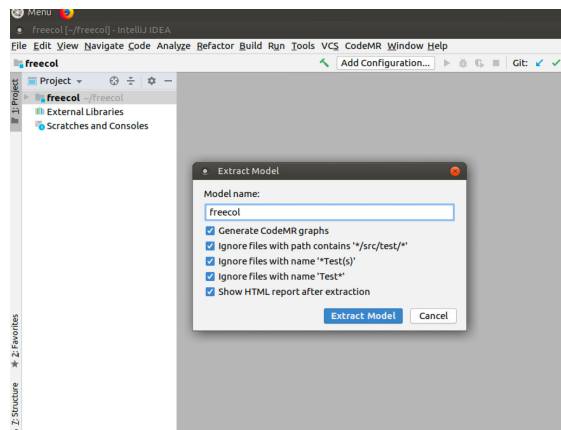 Menu
freecol [~/freecol] - IntelliJ IDEA
File Edit View Navigate Code Analyze Refactor Build Run Tools VCS CodeMR Window Help
freecol Add Configuration... Git:
Project
freecol ~/freecol
External Libraries
Scratches and Consoles
1: Project
Extract Model
Model name:
freecol
Generate CodeMR graphs
Ignore files with path contains '*/src/test/*'
Ignore files with name '*Test(s)'
Ignore files with name 'Test*'
Show HTML report after extraction
Extract Model Cancel
2: Favorites
7: Structure